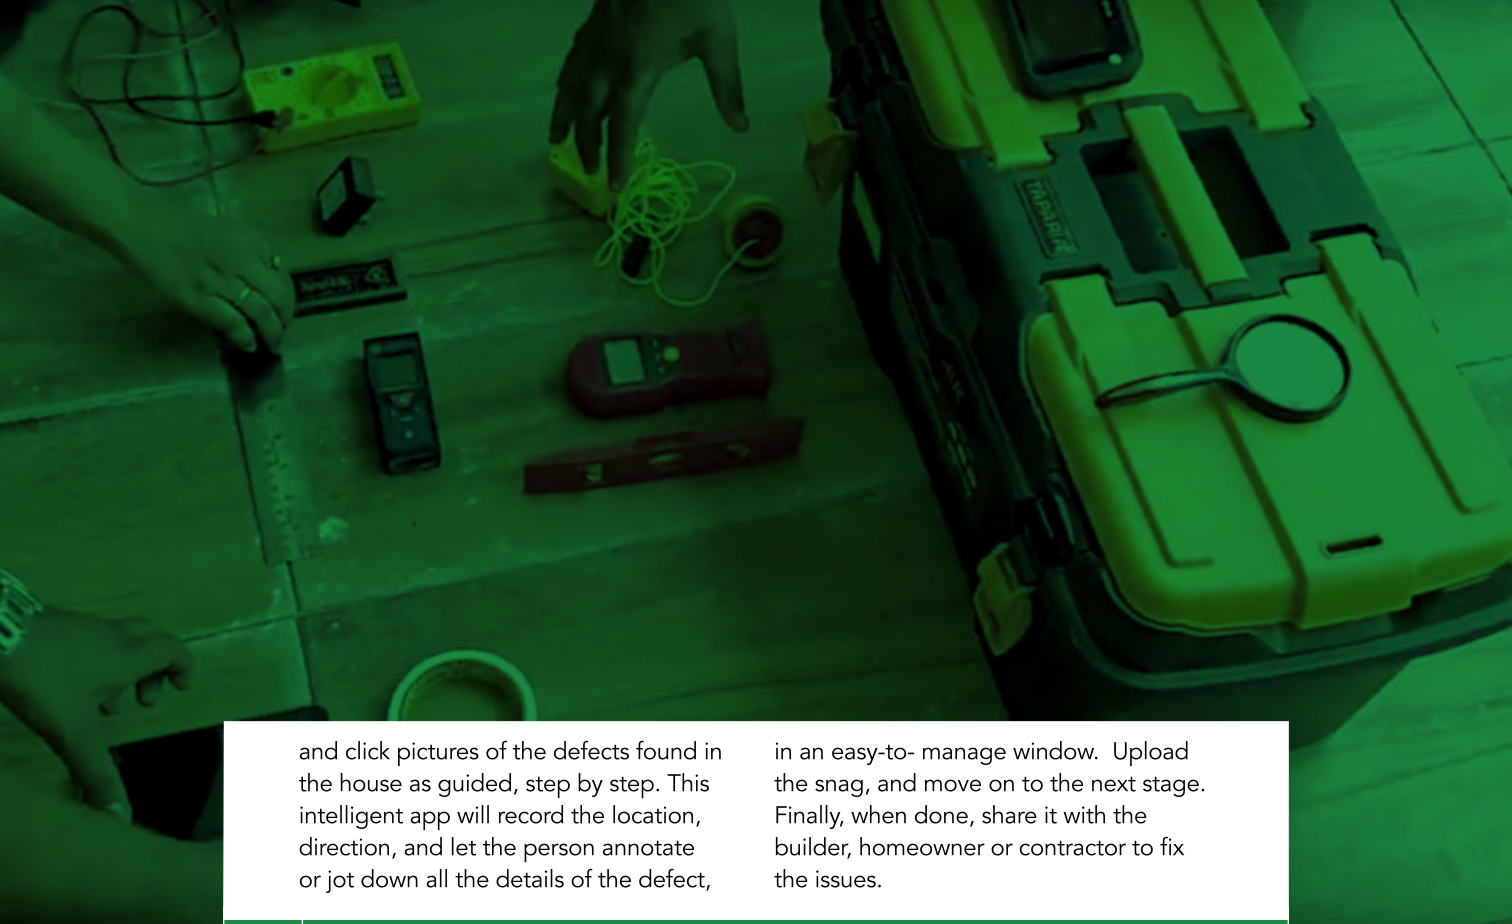 TAPARIA
and click pictures of the defects found in
the house as guided, step by step. This
intelligent app will record the location,
direction, and let the person annotate
or jot down all the details of the defect,
in an easy-to- manage window.  Upload
the snag, and move on to the next stage.
Finally, when done, share it with the
builder, homeowner or contractor to fix
the issues.